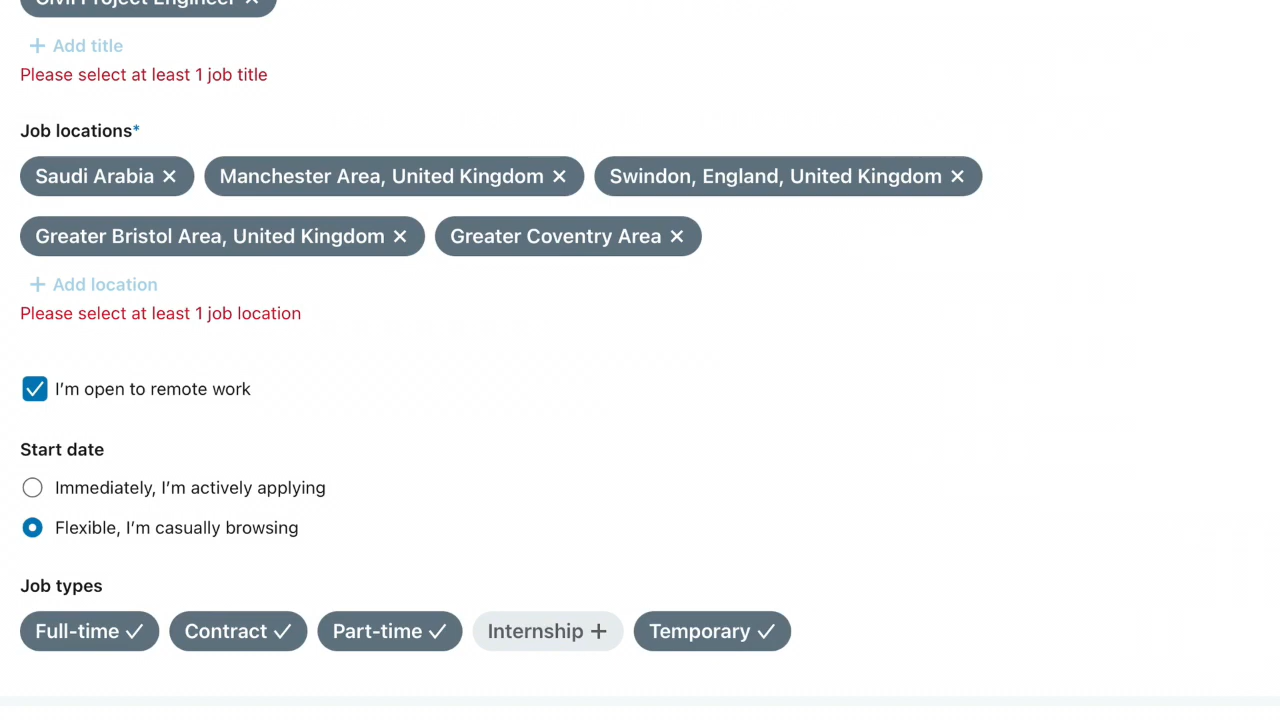 Civil Project Engineer ×
+ Add title
Please select at least 1 job title
Job locations*
Saudi Arabia × Manchester Area, United Kingdom × Swindon, England, United Kingdom ×
Greater Bristol Area, United Kingdom × Greater Coventry Area ×
+ Add location
Please select at least 1 job location
I’m open to remote work
Start date
Immediately, I’m actively applying
Flexible, I’m casually browsing
Job types
Full-time ✓ Contract ✓ Part-time ✓ Internship + Temporary ✓